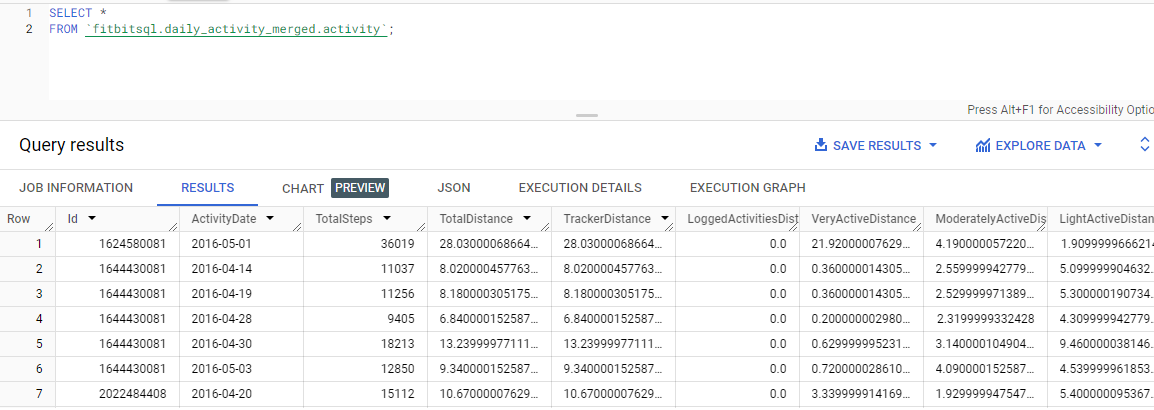 1 SELECT *
2 FROM `fitbitsql.daily_activity_merged.activity`;
Press Alt+F1 for Accessibility Optio
Query results SAVE RESULTS EXPLORE DATA
JOB INFORMATION RESULTS CHART PREVIEW JSON EXECUTION DETAILS EXECUTION GRAPH
Row Id ActivityDate TotalSteps TotalDistance TrackerDistance LoggedActivitiesDist VeryActiveDistance ModeratelyActiveDis LightActiveDistan
1 1624580081 2016-05-01 36019 28.03000068664... 28.03000068664... 0.0 21.92000007629... 4.190000057220... 1.9099999666214
2 1644430081 2016-04-14 11037 8.020000457763... 8.020000457763... 0.0 0.360000014305... 2.559999942779... 5.099999904632...
3 1644430081 2016-04-19 11256 8.180000305175... 8.180000305175... 0.0 0.360000014305... 2.529999971389... 5.300000190734...
4 1644430081 2016-04-28 9405 6.840000152587... 6.840000152587... 0.0 0.200000002980... 2.3199999332428 4.309999942779...
5 1644430081 2016-04-30 18213 13.23999977111... 13.23999977111... 0.0 0.629999995231... 3.140000104904... 9.460000038146...
6 1644430081 2016-05-03 12850 9.340000152587... 9.340000152587... 0.0 0.720000028610... 4.090000152587... 4.539999961853...
7 2022484408 2016-04-20 15112 10.67000007629... 10.67000007629... 0.0 3.339999914169... 1.929999947547... 5.400000095367...